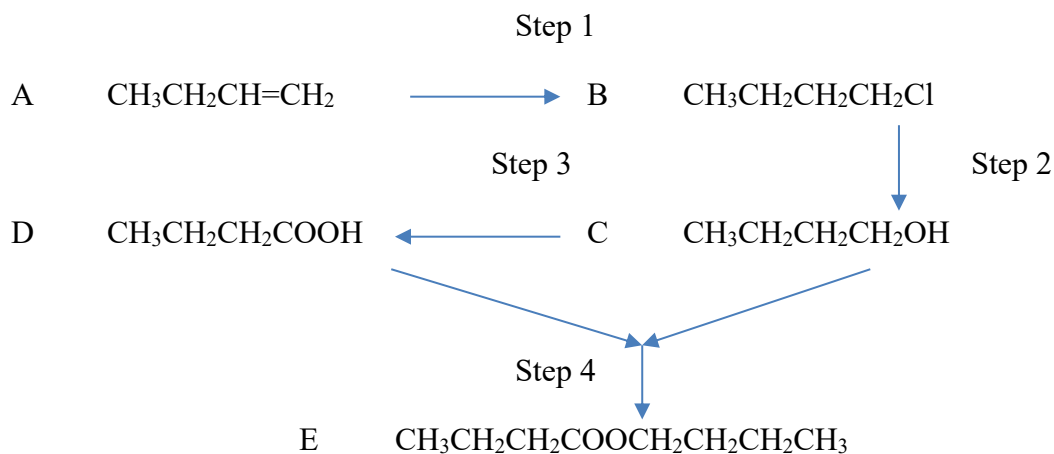 Step 1
A CH₃CH₂CH=CH₂ B CH₃CH₂CH₂CH₂Cl
Step 3 Step 2
D CH₃CH₂CH₂COOH C CH₃CH₂CH₂CH₂OH
Step 4
E CH₃CH₂CH₂COOCH₂CH₂CH₂CH₃